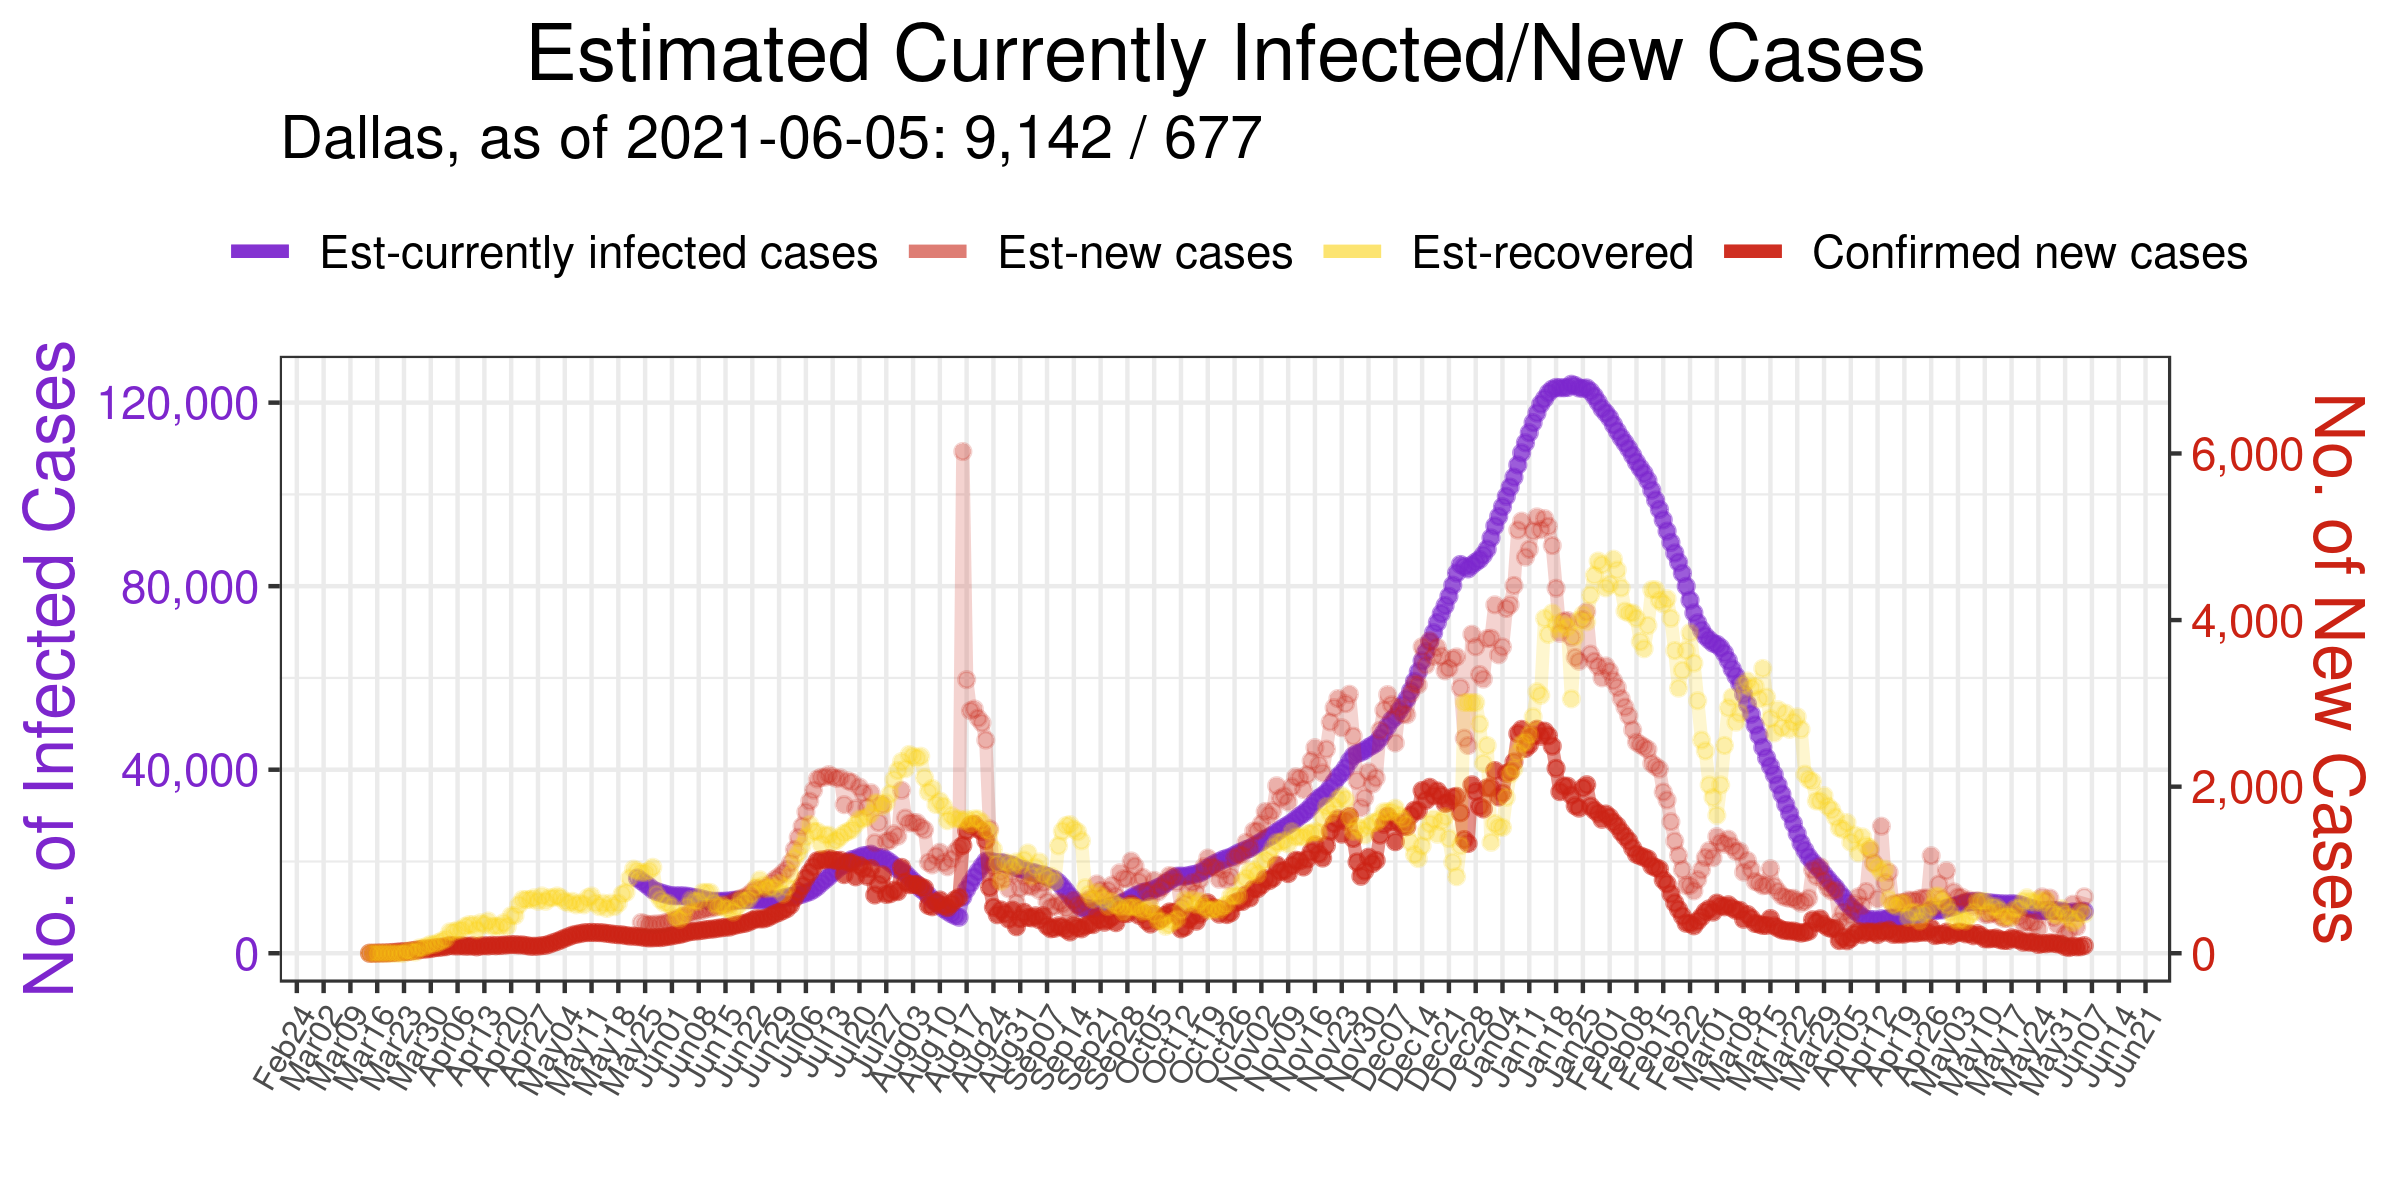 Estimated Currently Infected/New Cases
Dallas, as of 2021-06-05: 9,142 / 677
Est-currently infected cases Est-new cases Est-recovered Confirmed new cases
No. of Infected Cases
120,000
80,000
40,000
0
6,000
4,000
2,000
0
No. of New Cases
Feb24
Mar02
Mar09
Mar16
Mar23
Mar30
Apr06
Apr13
Apr20
Apr27
May04
May11
May18
May25
Jun01
Jun08
Jun15
Jun22
Jun29
Jul06
Jul13
Jul20
Jul27
Aug03
Aug10
Aug17
Aug24
Aug31
Sep07
Sep14
Sep21
Sep28
Oct05
Oct12
Oct19
Oct26
Nov02
Nov09
Nov16
Nov23
Nov30
Dec07
Dec14
Dec21
Dec28
Jan04
Jan11
Jan18
Jan25
Feb01
Feb08
Feb15
Feb22
Mar01
Mar08
Mar15
Mar22
Mar29
Apr05
Apr12
Apr19
Apr26
May03
May10
May17
May24
May31
Jun07
Jun14
Jun21